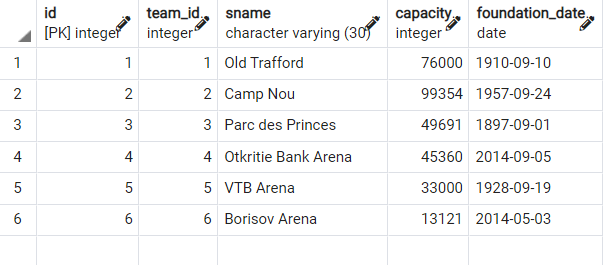 id team_id sname capacity foundation_date
[PK] integer integer character varying (30) integer date
1 1 1 Old Trafford 76000 1910-09-10
2 2 2 Camp Nou 99354 1957-09-24
3 3 3 Parc des Princes 49691 1897-09-01
4 4 4 Otkritie Bank Arena 45360 2014-09-05
5 5 5 VTB Arena 33000 1928-09-19
6 6 6 Borisov Arena 13121 2014-05-03